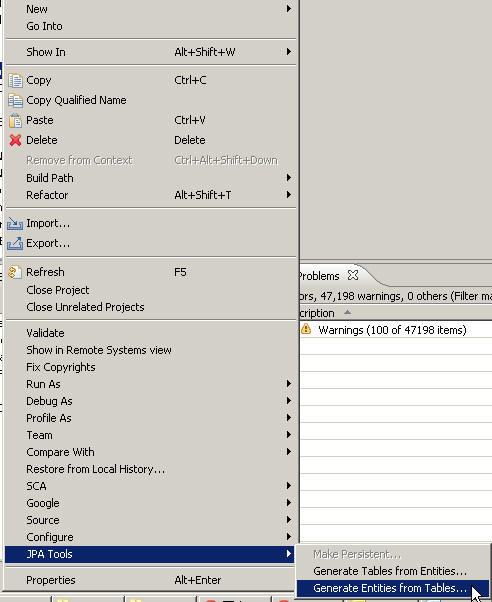 New
Go Into
Show In Alt+Shift+W
Copy Ctrl+C
Copy Qualified Name
Paste Ctrl+V
Delete Delete
Remove from Context Ctrl+Alt+Shift+Down
Build Path
Refactor Alt+Shift+T
Import...
Export...
Refresh F5
Close Project
Close Unrelated Projects
Problems
ors, 47,198 warnings, 0 others (Filter ma
cription
Warnings (100 of 47198 items)
Validate
Show in Remote Systems view
Fix Copyrights
Run As
Debug As
Profile As
Team
Compare With
Restore from Local History...
SCA
Google
Source
Configure
JPA Tools
Make Persistent...
Generate Tables from Entities...
Generate Entities from Tables...
Properties Alt+Enter